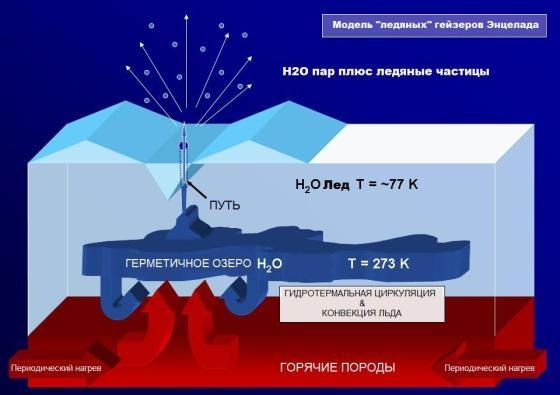 Модель "ледяных" гейзеров Энцелада
Н2О пар плюс ледяные частицы
H₂O Лед T = ~77 K
ПУТЬ
ГЕРМЕТИЧНОЕ ОЗЕРО H₂O T = 273 K
ГИДРОТЕРМАЛЬНАЯ ЦИРКУЛЯЦИЯ
&
КОНВЕКЦИЯ ЛЬДА
Периодический нагрев
ГОРЯЧИЕ ПОРОДЫ
Периодический нагрев